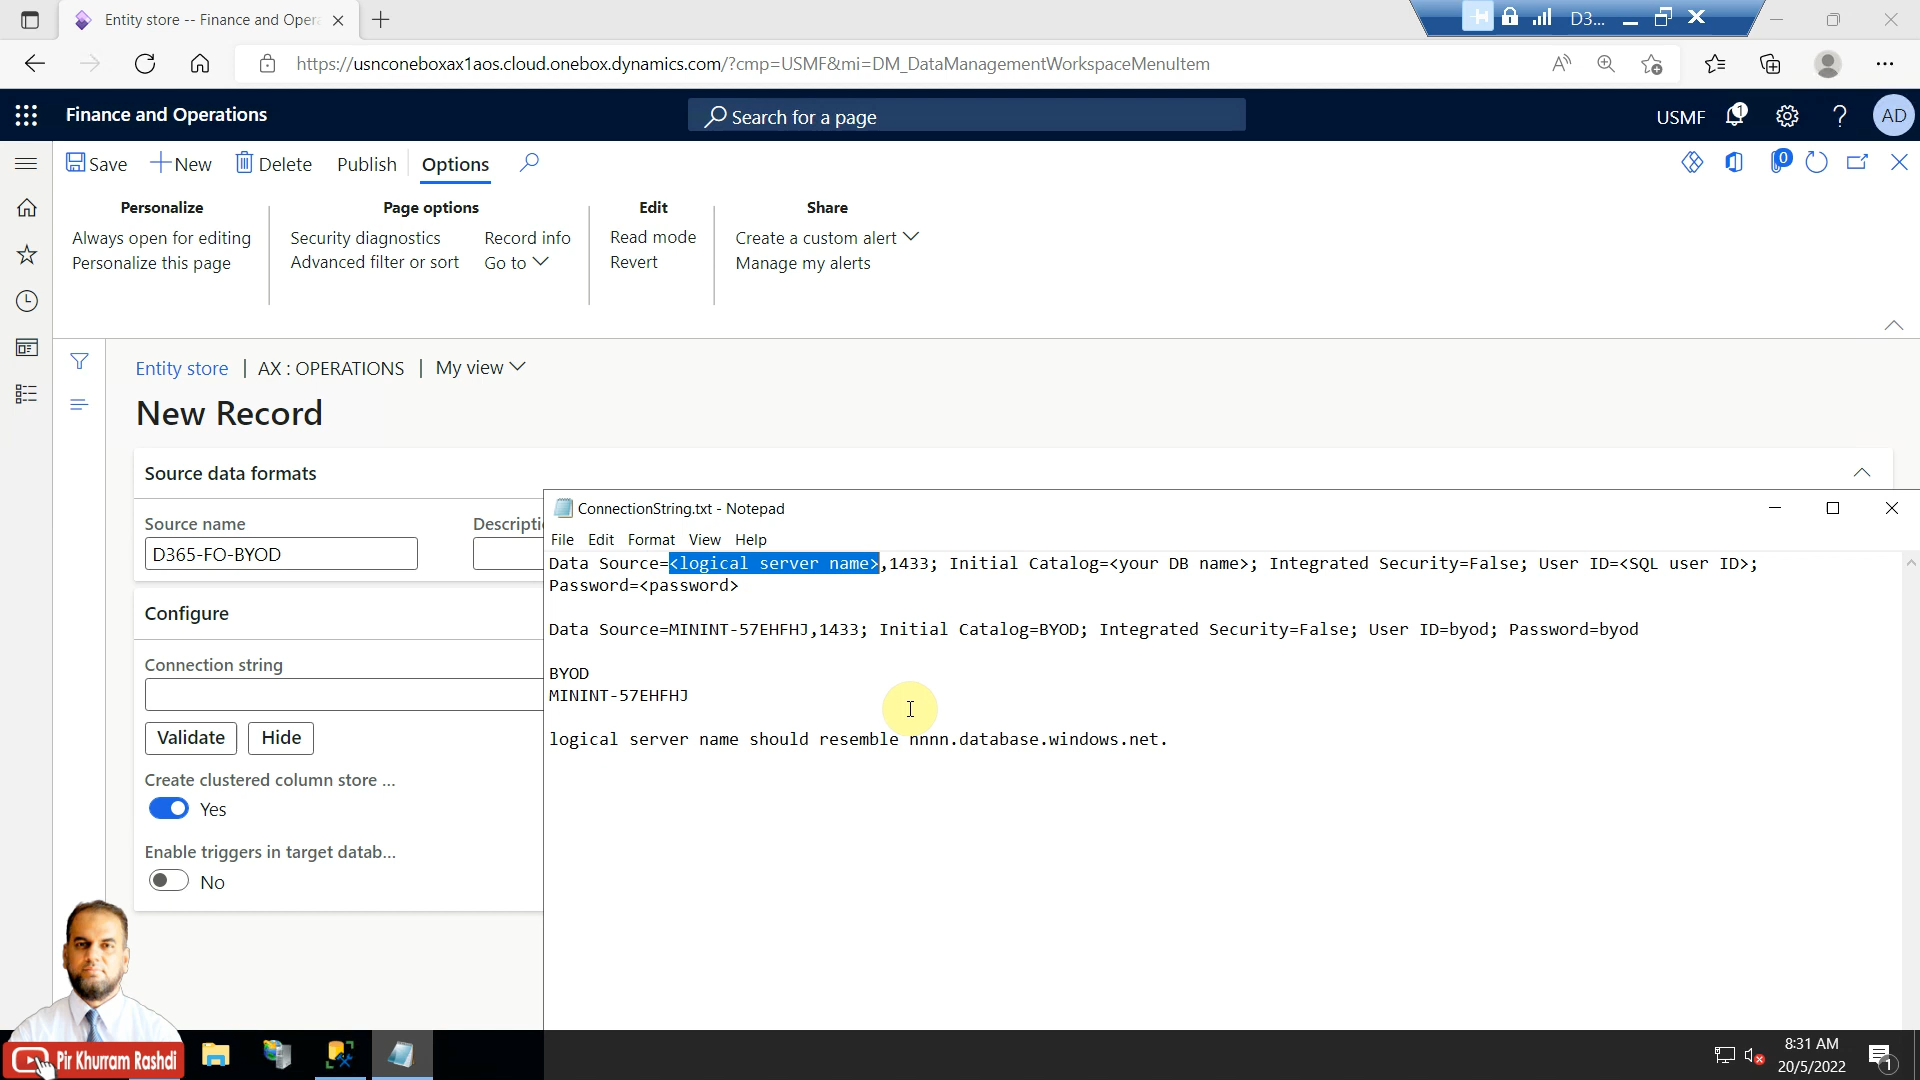 Entity store -- Finance and Oper
D3...
https://usnconeboxax1aos.cloud.onebox.dynamics.com/?cmp=USMF&mi=DM_DataManagementWorkspaceMenuItem
Finance and Operations
Search for a page
USMF
1
?
AD
Save
New
Delete
Publish
Options
0
Personalize
Always open for editing
Personalize this page
Page options
Security diagnostics
Advanced filter or sort
Record info
Go to
Edit
Read mode
Revert
Share
Create a custom alert
Manage my alerts
Entity store | AX : OPERATIONS | My view
New Record
Source data formats
Source name
D365-FO-BYOD
Descripti
Configure
Connection string
Validate
Hide
Create clustered column store ...
Yes
Enable triggers in target datab...
No
ConnectionString.txt - Notepad
File Edit Format View Help
Data Source=<logical server name>,1433; Initial Catalog=<your DB name>; Integrated Security=False; User ID=<SQL user ID>;
Password=<password>
Data Source=MININT-57EHFHJ,1433; Initial Catalog=BYOD; Integrated Security=False; User ID=byod; Password=byod
BYOD
MININT-57EHFHJ
logical server name should resemble nnnn.database.windows.net.
Pir Khurram Rashdi
8:31 AM
20/5/2022
1